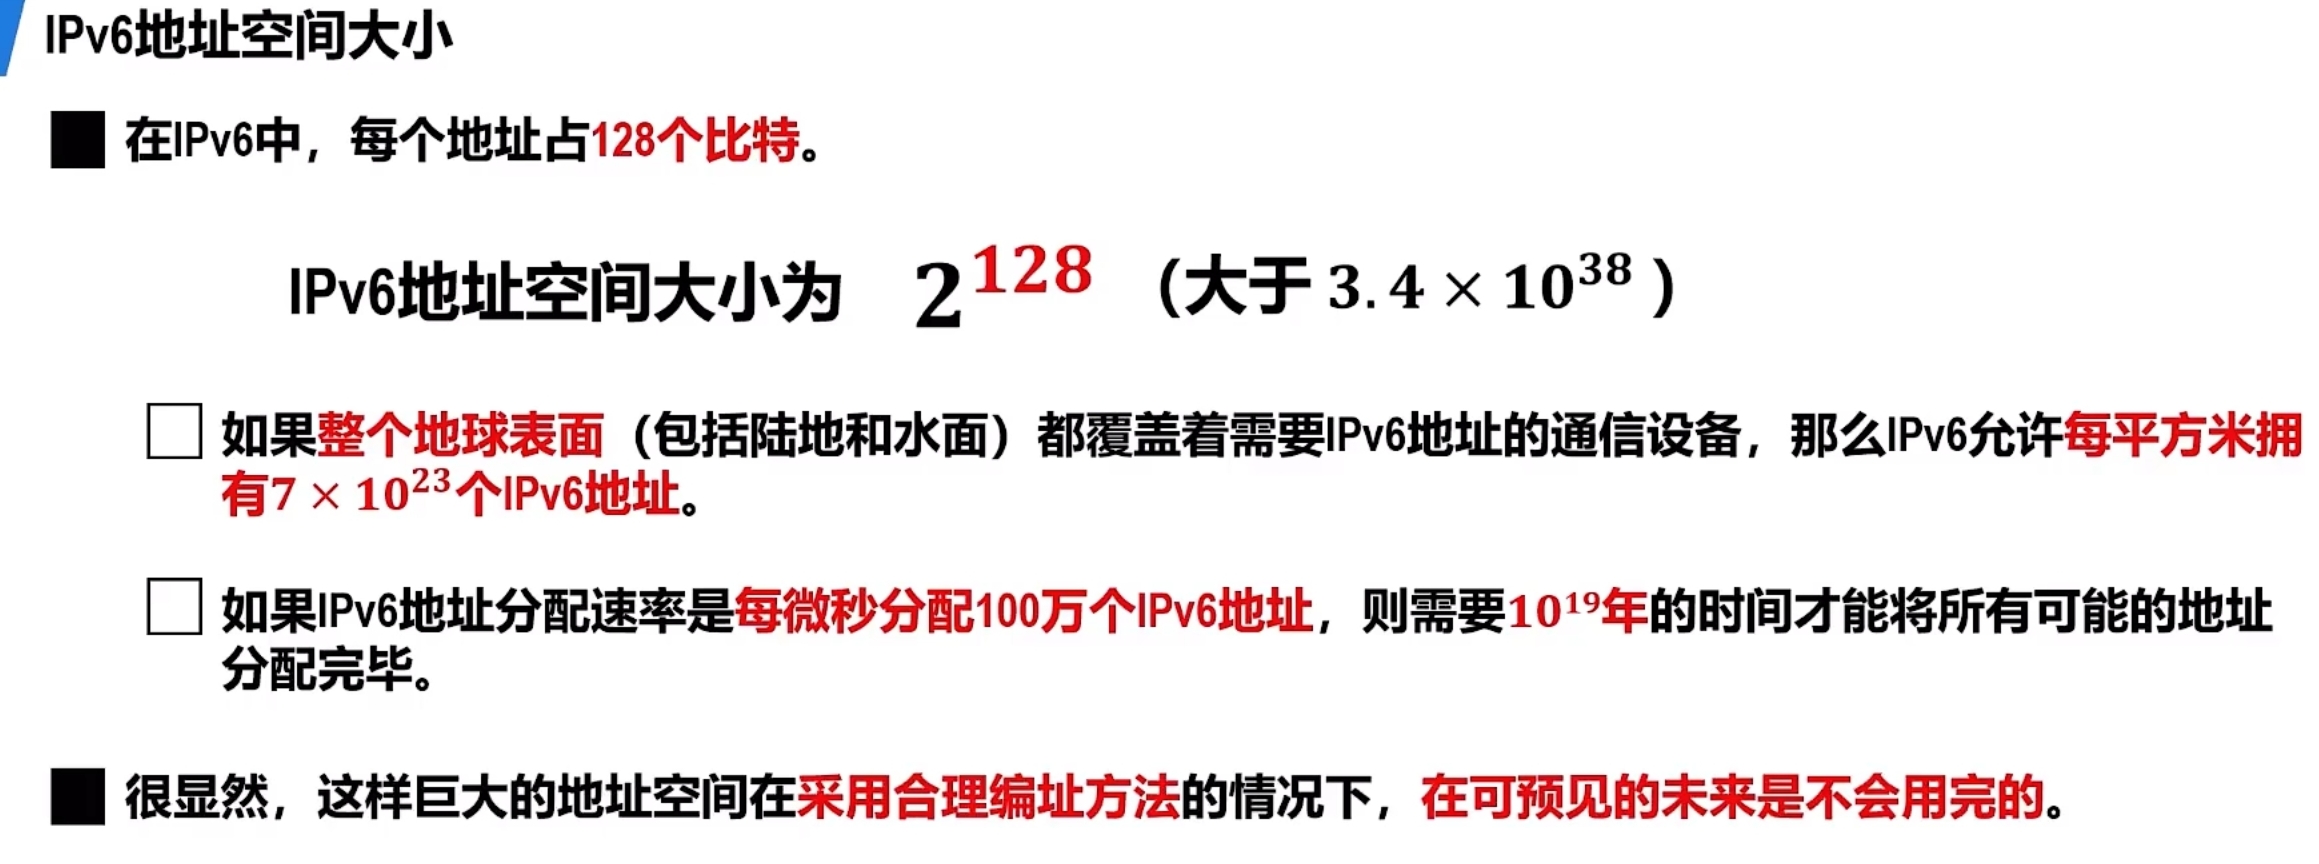 IPv6地址空间大小
在IPv6中，每个地址占128个比特。
IPv6地址空间大小为 2^128 （大于 3.4 × 10^38 ）
如果整个地球表面（包括陆地和水面）都覆盖着需要IPv6地址的通信设备，那么IPv6允许每平方米拥
有7 × 10^23个IPv6地址。
如果IPv6地址分配速率是每微秒分配100万个IPv6地址，则需要10^19年的时间才能将所有可能的地址
分配完毕。
很显然，这样巨大的地址空间在采用合理编址方法的情况下，在可预见的未来是不会用完的。